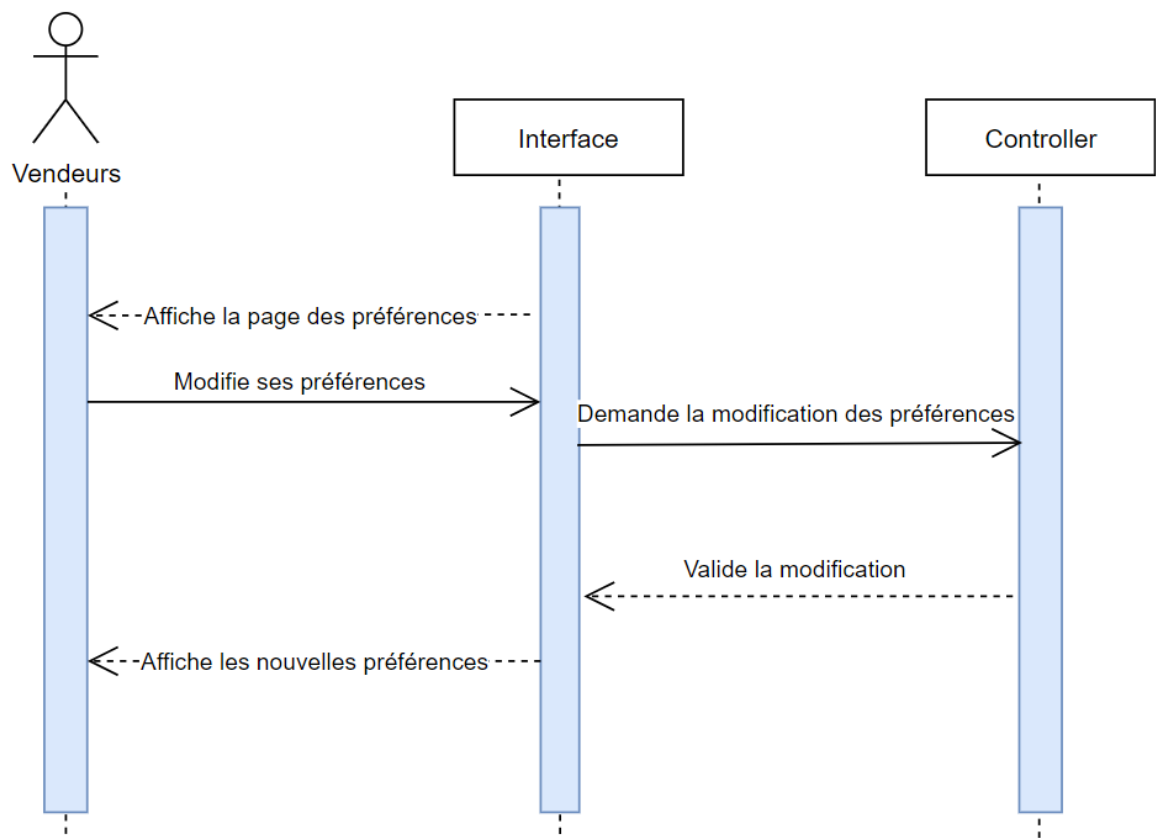 Vendeurs
Interface
Controller
Affiche la page des préférences
Modifie ses préférences
Demande la modification des préférences
Valide la modification
Affiche les nouvelles préférences